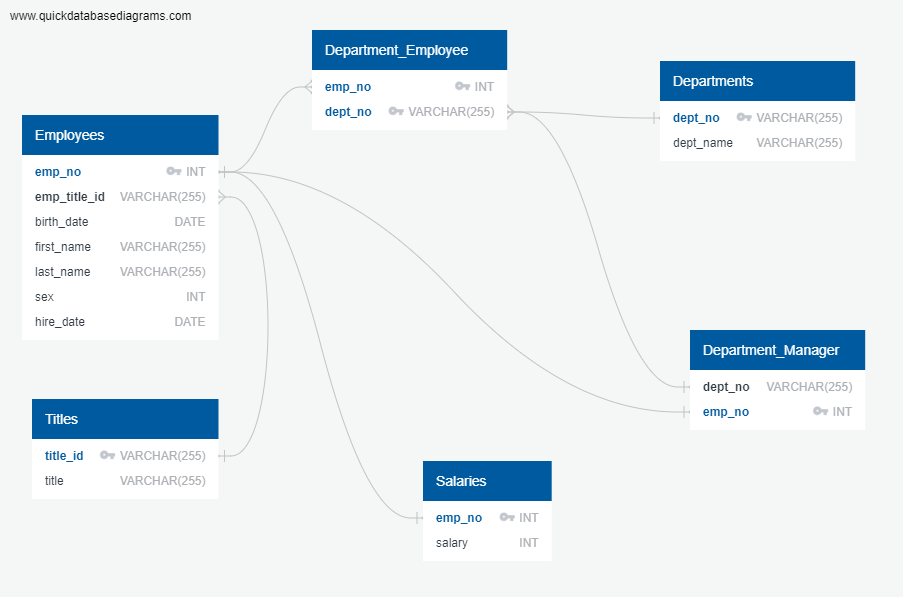 www.quickdatabasediagrams.com
Department_Employee
emp_no INT
dept_no VARCHAR(255)
Departments
dept_no VARCHAR(255)
dept_name VARCHAR(255)
Employees
emp_no INT
emp_title_id VARCHAR(255)
birth_date DATE
first_name VARCHAR(255)
last_name VARCHAR(255)
sex INT
hire_date DATE
Department_Manager
dept_no VARCHAR(255)
emp_no INT
Titles
title_id VARCHAR(255)
title VARCHAR(255)
Salaries
emp_no INT
salary INT